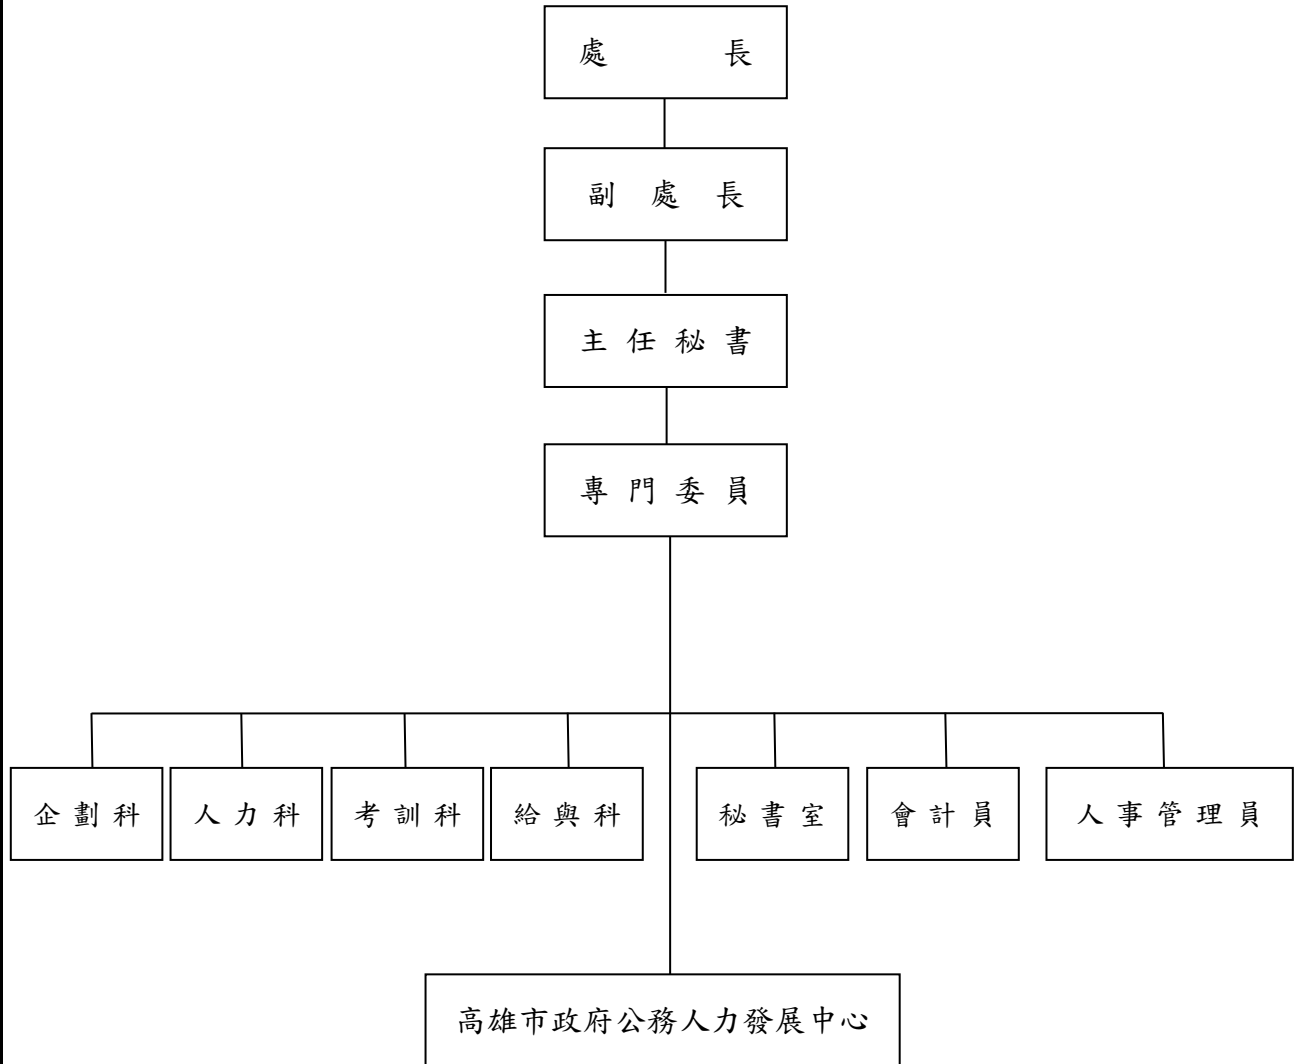 處長
副處長
主任秘書
專門委員
企劃科
人力科
考訓科
給與科
秘書室
會計員
人事管理員
高雄市政府公務人力發展中心